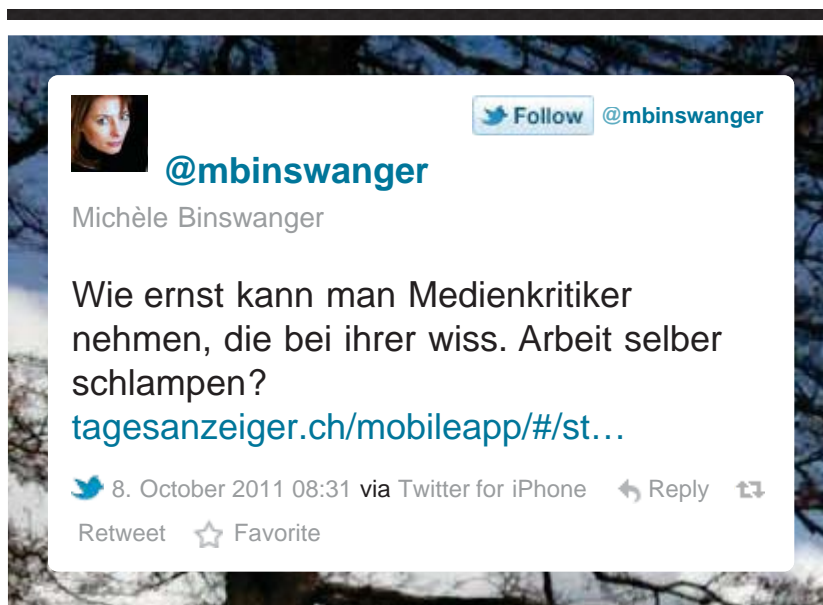 Follow @mbinswanger
@mbinswanger
Michèle Binswanger
Wie ernst kann man Medienkritiker
nehmen, die bei ihrer wiss. Arbeit selber
schlampen?
tagesanzeiger.ch/mobileapp/#/st…
8. October 2011 08:31 via Twitter for iPhone Reply
Retweet Favorite